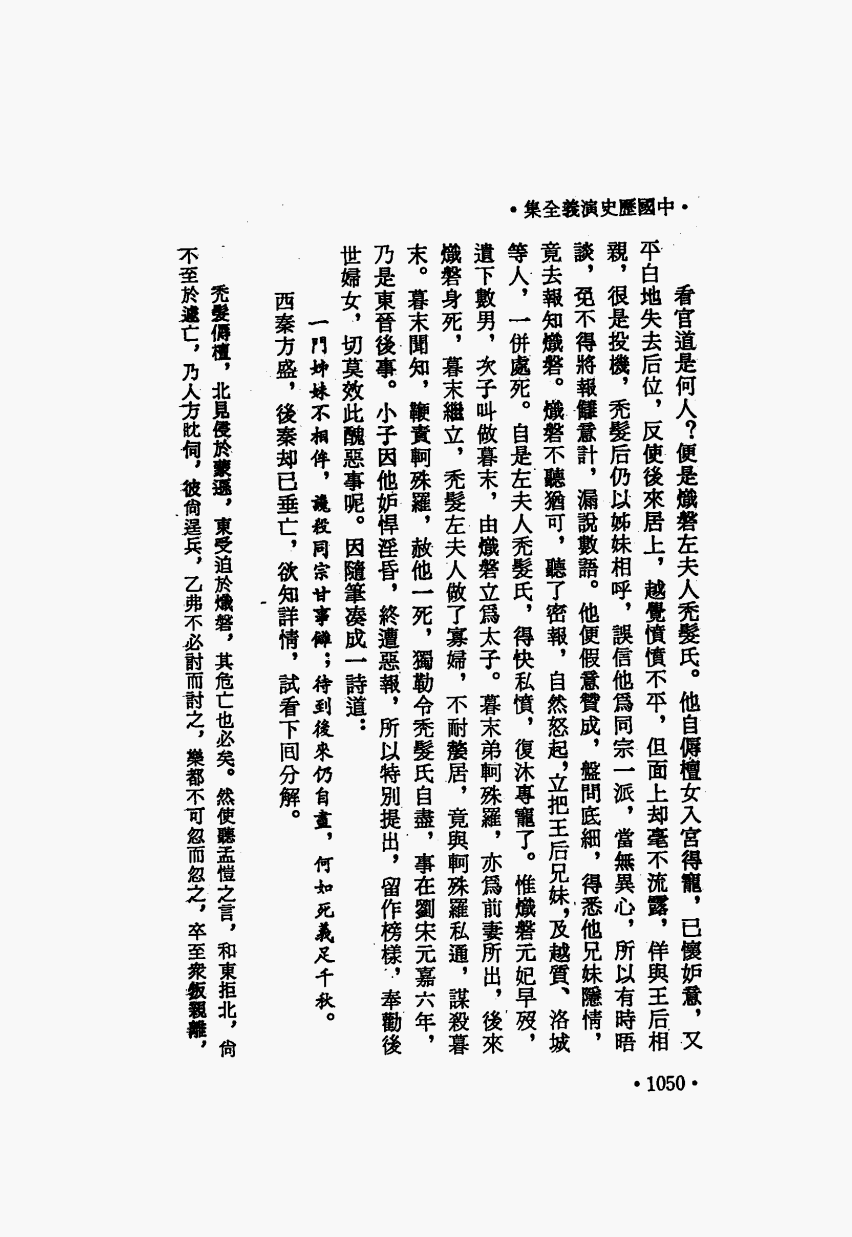 •中國歷史演義全集•
看官道是何人？便是熾磐左夫人禿髮氏。他自傉檀女入宮得寵，已懷妒意，又
平白地失去后位，反使後來居上，越覺憤憤不平，但面上却毫不流露，佯與王后相
親，很是投機，禿髮后仍以姊妹相呼，誤信他爲同宗一派，當無異心，所以有時晤
談，免不得將報讎意計，漏說數語。他便假意贊成，盤問底細，得悉他兄妹隱情，
竟去報知熾磐。熾磐不聽猶可，聽了密報，自然怒起，立把王后兄妹，及越質、洛城
等人，一併處死。自是左夫人禿髮氏，得快私憤，復沐專寵了。惟熾磐元妃早歿，
遺下數男，次子叫做暮末，由熾磐立爲太子。暮末弟軻殊羅，亦爲前妻所出，後來
熾磐身死，暮末繼立，禿髮左夫人做了寡婦，不耐嫠居，竟與軻殊羅私通，謀殺暮
末。暮末聞知，鞭責軻殊羅，赦他一死，獨勒令禿髮氏自盡，事在劉宋元嘉六年，
乃是東晉後事。小子因他妒悍淫昏，終遭惡報，所以特別提出，留作榜樣，奉勸後
世婦女，切莫效此醜惡事呢。因隨筆凑成一詩道：
一門姊妹不相侔，讒殺同宗甘事讎；待到後來仍自盡，何如死義足千秋。
西秦方盛，後秦却已垂亡，欲知詳情，試看下囘分解。
禿髮傉檀，北見侵於蒙遜，東受迫於熾磐，其危亡也必矣。然使聽孟愷之言，和東拒北，尙
不至於遽亡，乃人方眈伺，彼尙逞兵，乙弗不必討而討之，樂都不可忽而忽之，卒至衆叛親離，
•1050•